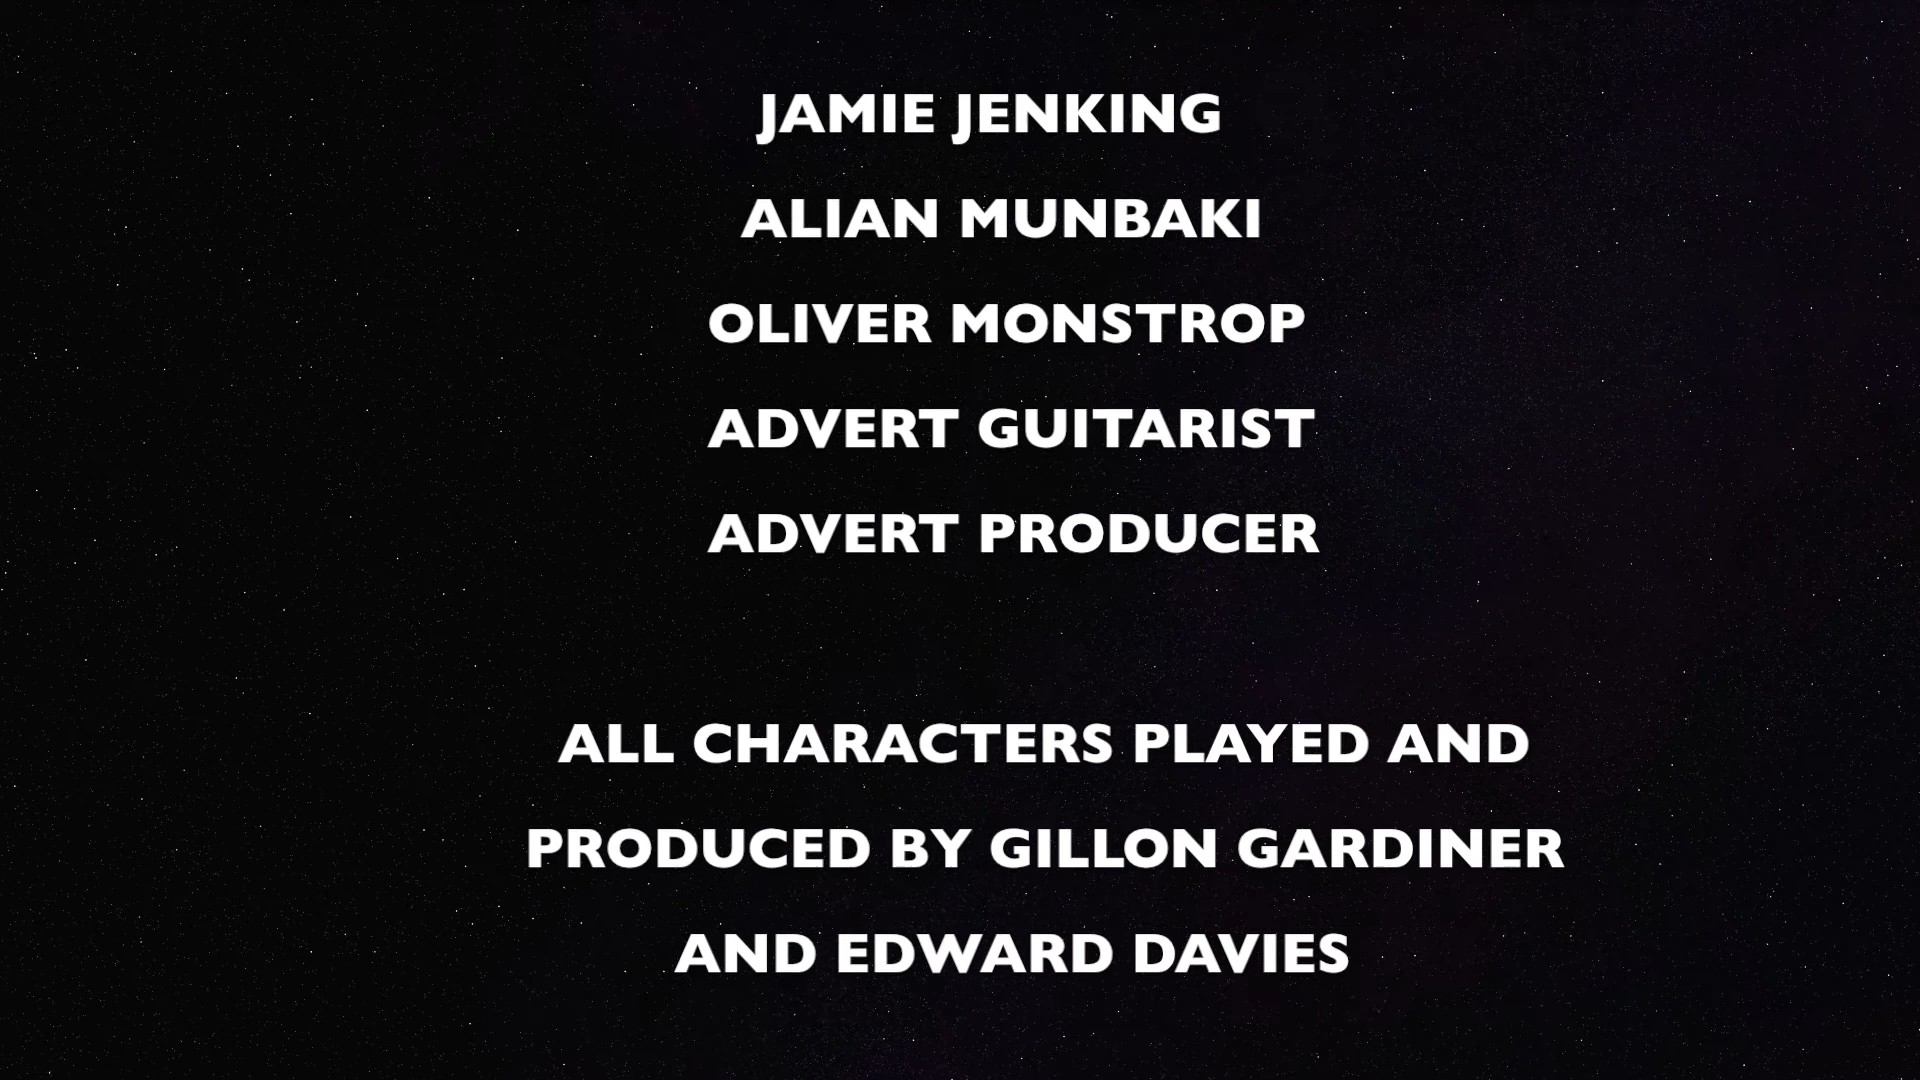 JAMIE JENKING
ALIAN MUNBAKI
OLIVER MONSTROP
ADVERT GUITARIST
ADVERT PRODUCER
ALL CHARACTERS PLAYED AND
PRODUCED BY GILLON GARDINER
AND EDWARD DAVIES